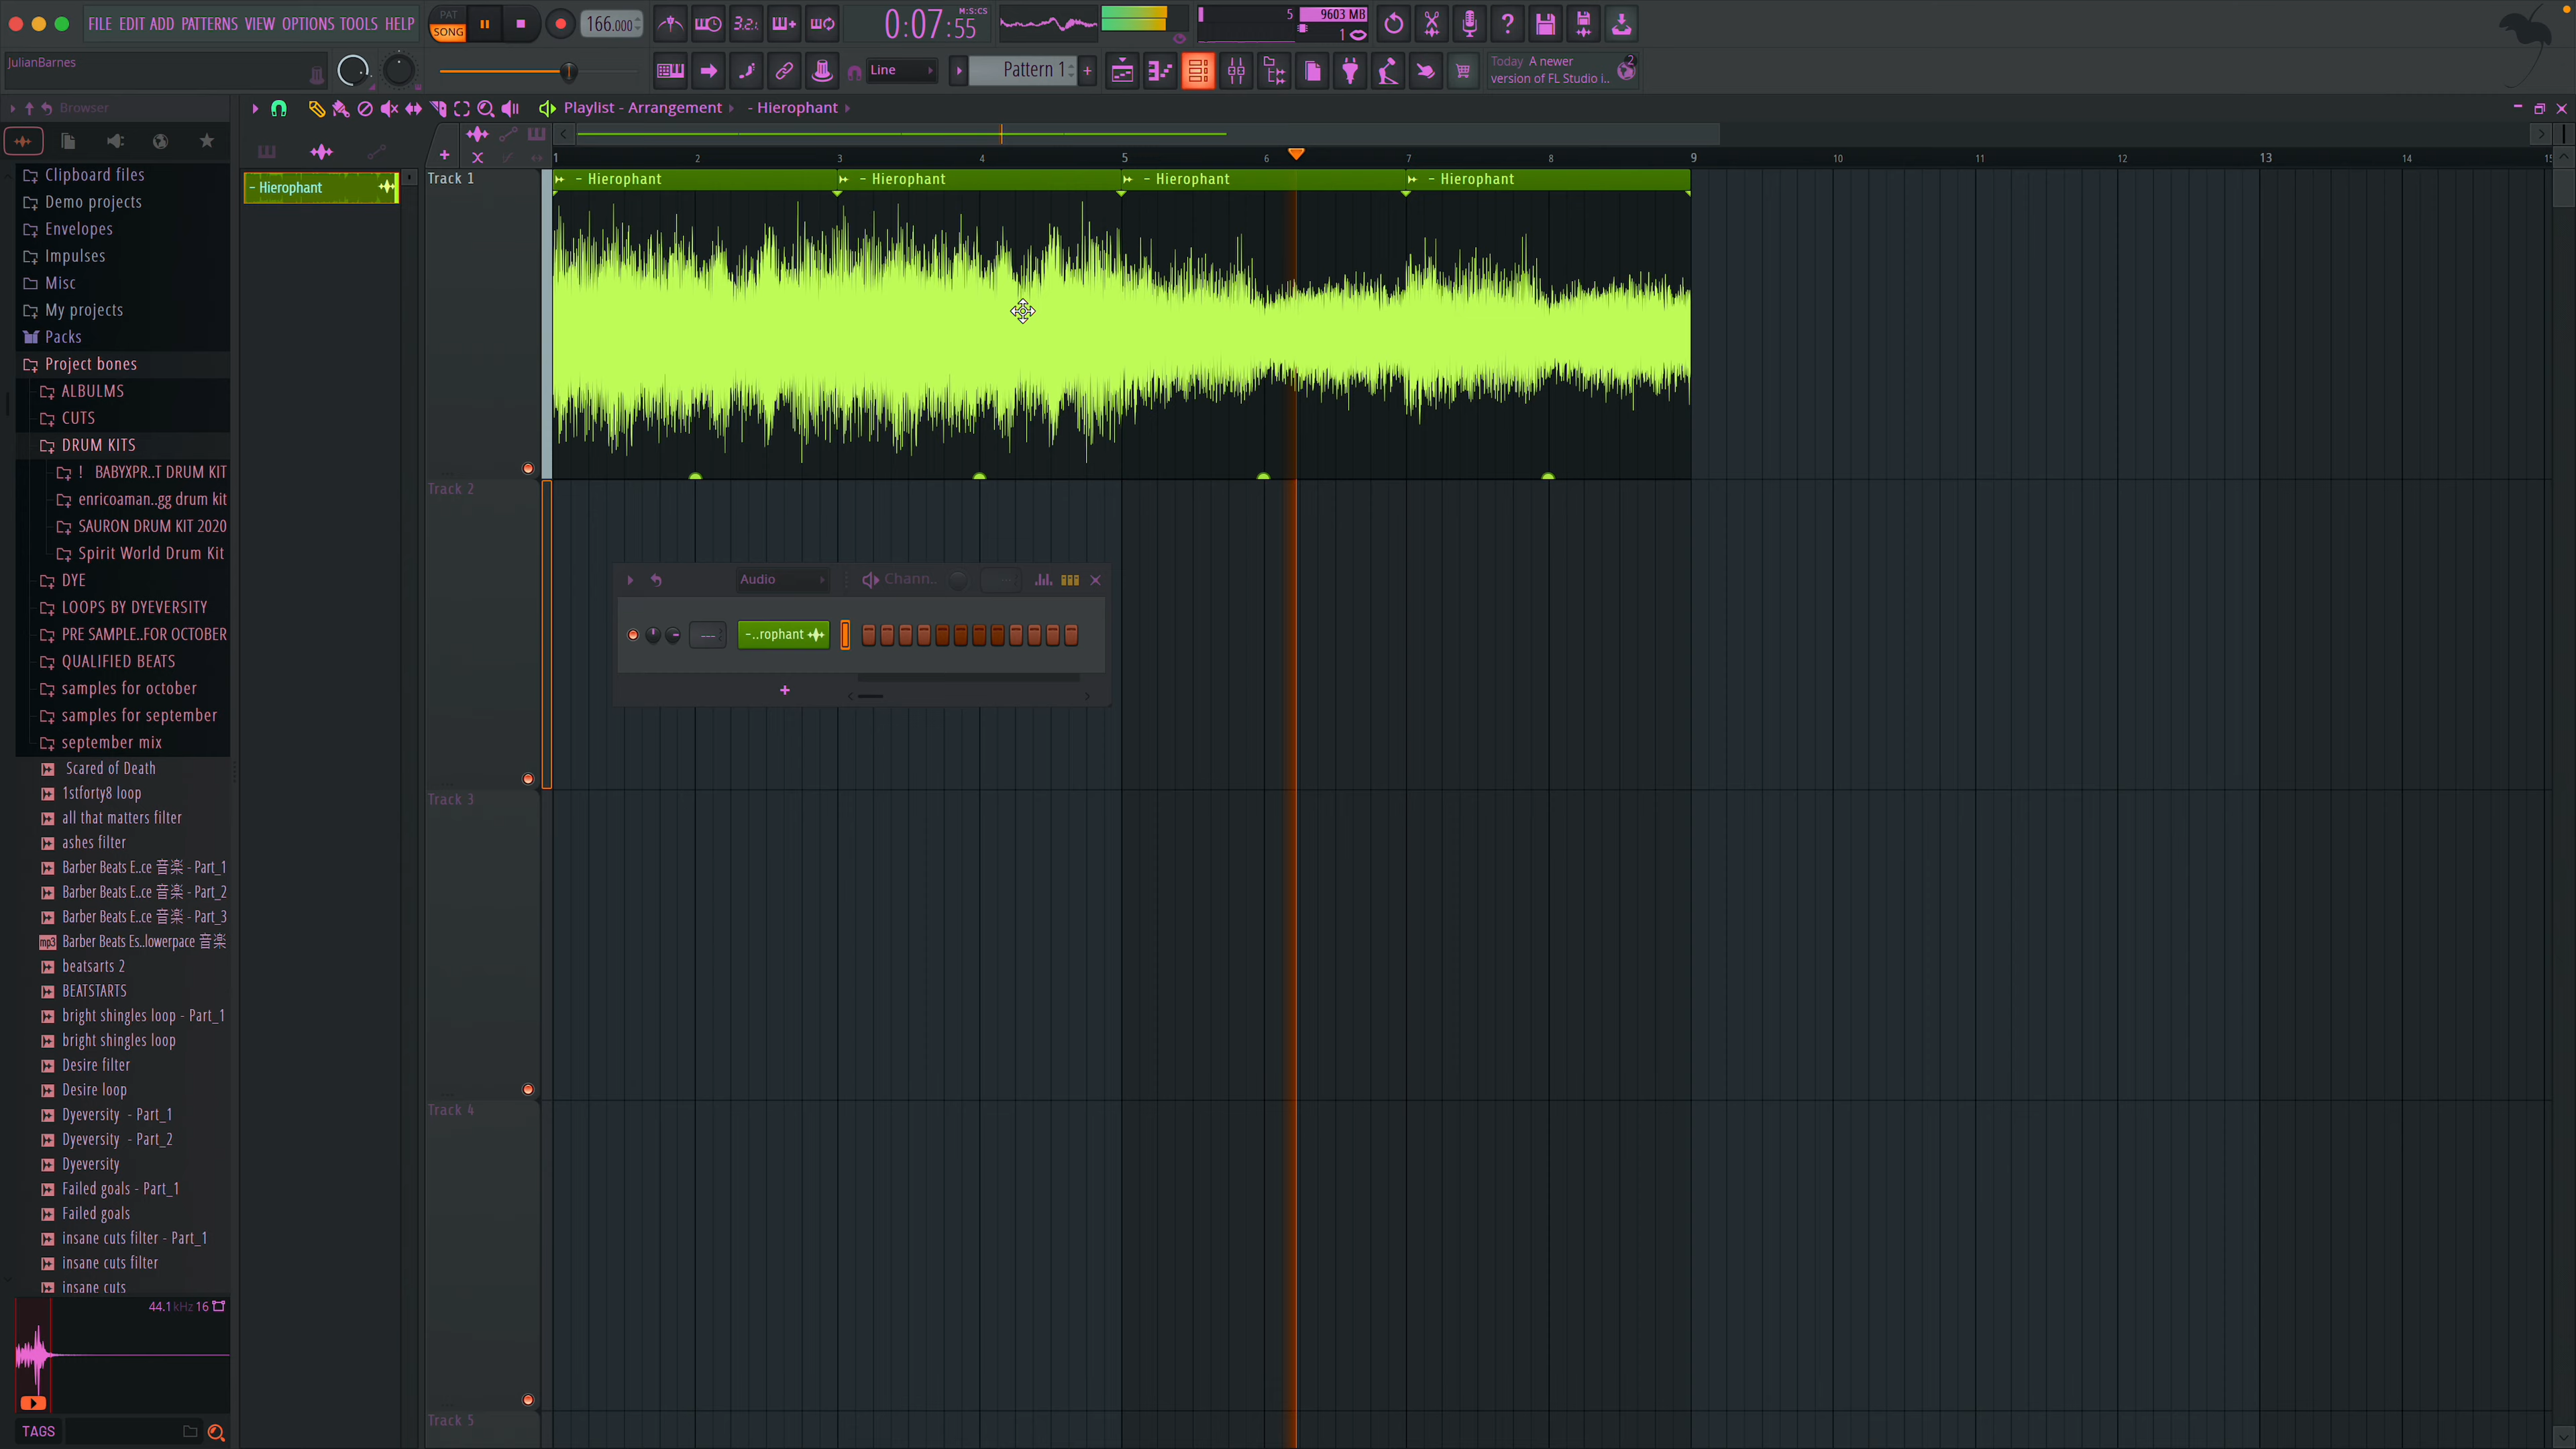 FILE EDIT ADD PATTERNS VIEW OPTIONS TOOLS HELP
PAT
SONG
166.000
3.2.
0:07:55
M:S:CS
5
9603 MB
1
JulianBarnes
Line
Pattern 1
Today A newer
version of FL Studio i..
2
Browser
Playlist - Arrangement
- Hierophant
Clipboard files
Demo projects
Envelopes
Impulses
Misc
My projects
Packs
Project bones
ALBULMS
CUTS
DRUM KITS
! BABYXPR..T DRUM KIT
enricoaman..gg drum kit
SAURON DRUM KIT 2020
Spirit World Drum Kit
DYE
LOOPS BY DYEVERSITY
PRE SAMPLE..FOR OCTOBER
QUALIFIED BEATS
samples for october
samples for september
september mix
Scared of Death
1stforty8 loop
all that matters filter
ashes filter
Barber Beats E..ce 音楽 - Part_1
Barber Beats E..ce 音楽 - Part_2
Barber Beats E..ce 音楽 - Part_3
mp3 Barber Beats Es..lowerpace 音楽
beatsarts 2
BEATSTARTS
bright shingles loop - Part_1
bright shingles loop
Desire filter
Desire loop
Dyeversity - Part_1
Dyeversity - Part_2
Dyeversity
Failed goals - Part_1
Failed goals
insane cuts filter - Part_1
insane cuts filter
insane cuts
44.1kHz 16
TAGS
- Hierophant
1 2 3 4 5 6 7 8 9 10 11 12 13 14 15
Track 1
- Hierophant
- Hierophant
- Hierophant
- Hierophant
Track 2
Audio
Chann..
-..rophant
Track 3
Track 4
Track 5